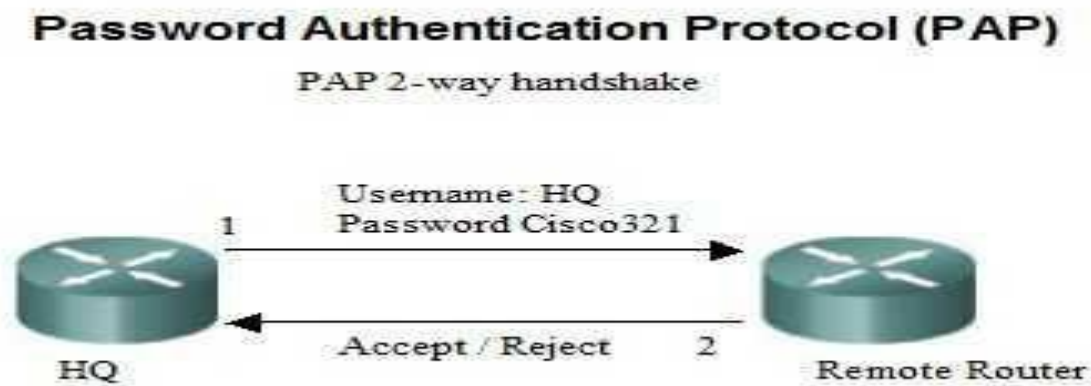 Password Authentication Protocol (PAP)
PAP 2-way handshake
Username: HQ
Password Cisco321
1
Accept / Reject
2
HQ
Remote Router